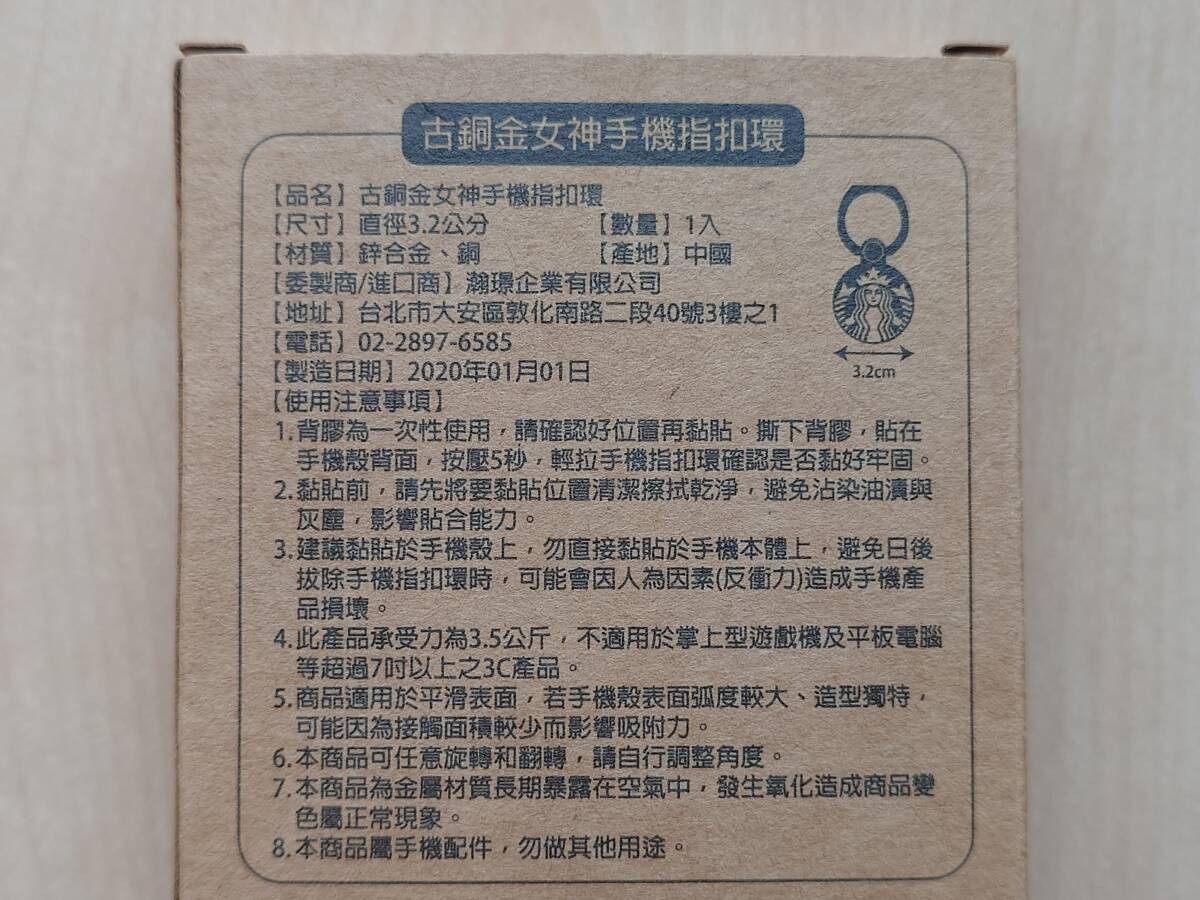 古銅金女神手機指扣環
【品名】古銅金女神手機指扣環
【尺寸】直徑3.2公分 【數量】1入
【材質】鋅合金、銅 【產地】中國
【委製商/進口商】瀚璟企業有限公司
【地址】台北市大安區敦化南路二段40號3樓之1
【電話】02-2897-6585
【製造日期】2020年01月01日
3.2cm
【使用注意事項】
1.背膠為一次性使用，請確認好位置再黏貼。撕下背膠，貼在
手機殼背面，按壓5秒，輕拉手機指扣環確認是否黏好牢固。
2.黏貼前，請先將要黏貼位置清潔擦拭乾淨，避免沾染油漬與
灰塵，影響貼合能力。
3.建議黏貼於手機殼上，勿直接黏貼於手機本體上，避免日後
拔除手機指扣環時，可能會因人為因素(反衝力)造成手機產
品損壞。
4.此產品承受力為3.5公斤，不適用於掌上型遊戲機及平板電腦
等超過7吋以上之3C產品。
5.商品適用於平滑表面，若手機殼表面弧度較大、造型獨特，
可能因為接觸面積較少而影響吸附力。
6.本商品可任意旋轉和翻轉，請自行調整角度。
7.本商品為金屬材質長期暴露在空氣中，發生氧化造成商品變
色屬正常現象。
8.本商品屬手機配件，勿做其他用途。